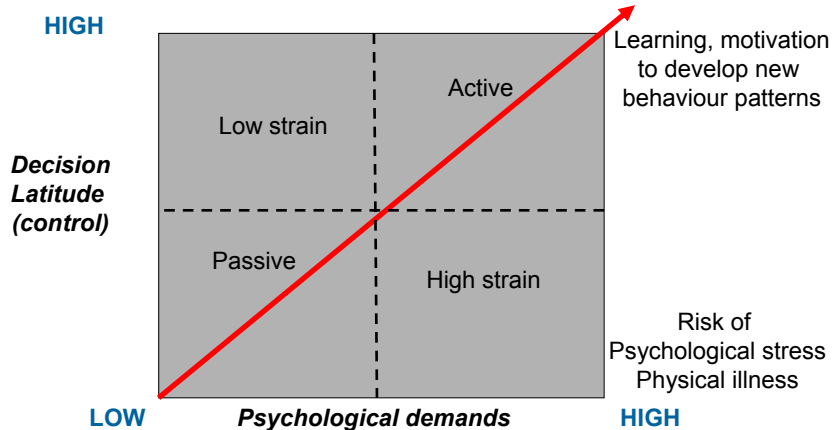 HIGH
Learning, motivation
to develop new
behaviour patterns
Active
Low strain
Decision
Latitude
(control)
Passive
High strain
Risk of
Psychological stress
Physical illness
LOW
Psychological demands
HIGH